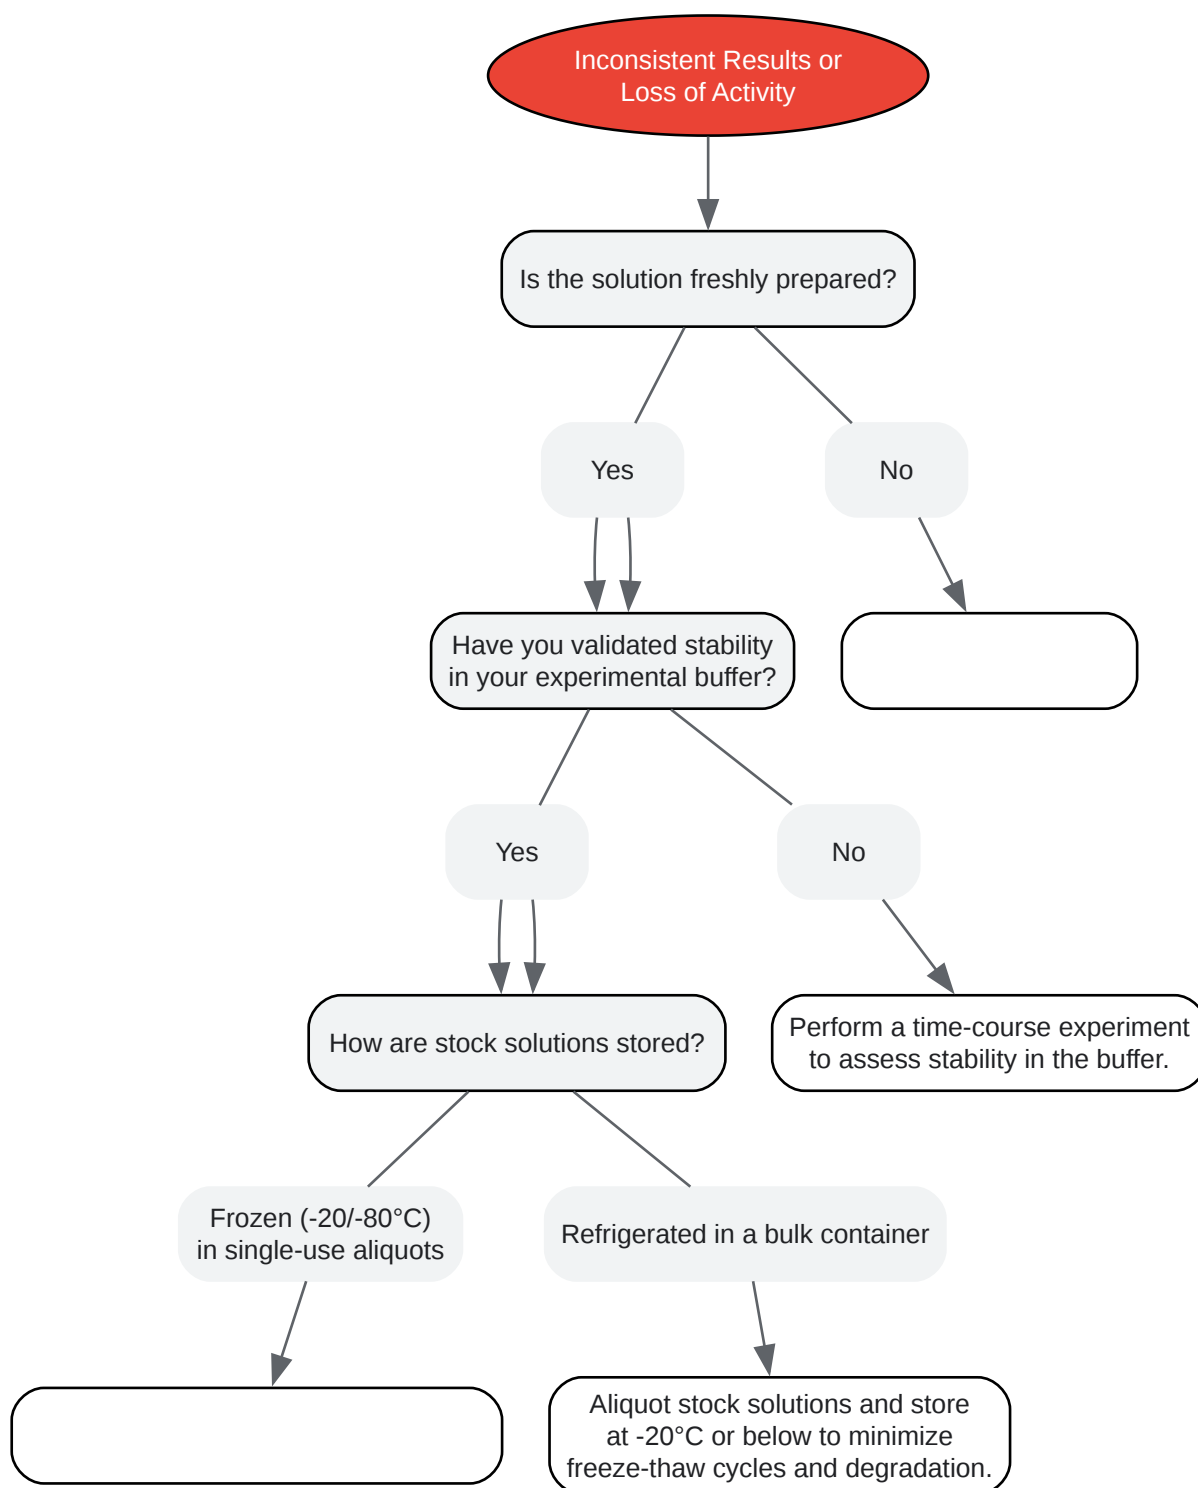 Inconsistent Results or
Loss of Activity
Is the solution freshly prepared?
Yes
No
Have you validated stability
in your experimental buffer?
Yes
No
How are stock solutions stored?
Perform a time-course experiment
to assess stability in the buffer.
Frozen (-20/-80°C)
in single-use aliquots
Refrigerated in a bulk container
Aliquot stock solutions and store
at -20°C or below to minimize
freeze-thaw cycles and degradation.